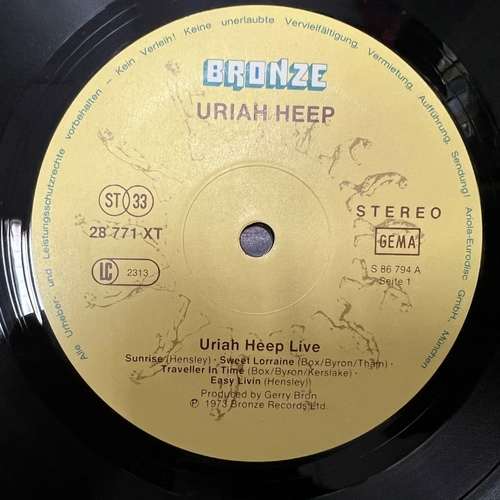 Alle Urheber- und Leistungsschutzrechte vorbehalten - Kein Verleih! Keine unerlaubte Vervielfältigung, Vermietung, Aufführung, Sendung! Ariola-Eurodisc GmbH., München
BRONZE
URIAH HEEP
ST 33
28 771-XT
LC 2313
STEREO
GEMA
S 86 794 A
Seite 1
Uriah Heep Live
Sunrise (Hensley) · Sweet Lorraine (Box/Byron/Thain) ·
Traveller In Time (Box/Byron/Kerslake) ·
Easy Livin (Hensley)
Produced by Gerry Bron
℗ 1973 Bronze Records Ltd.